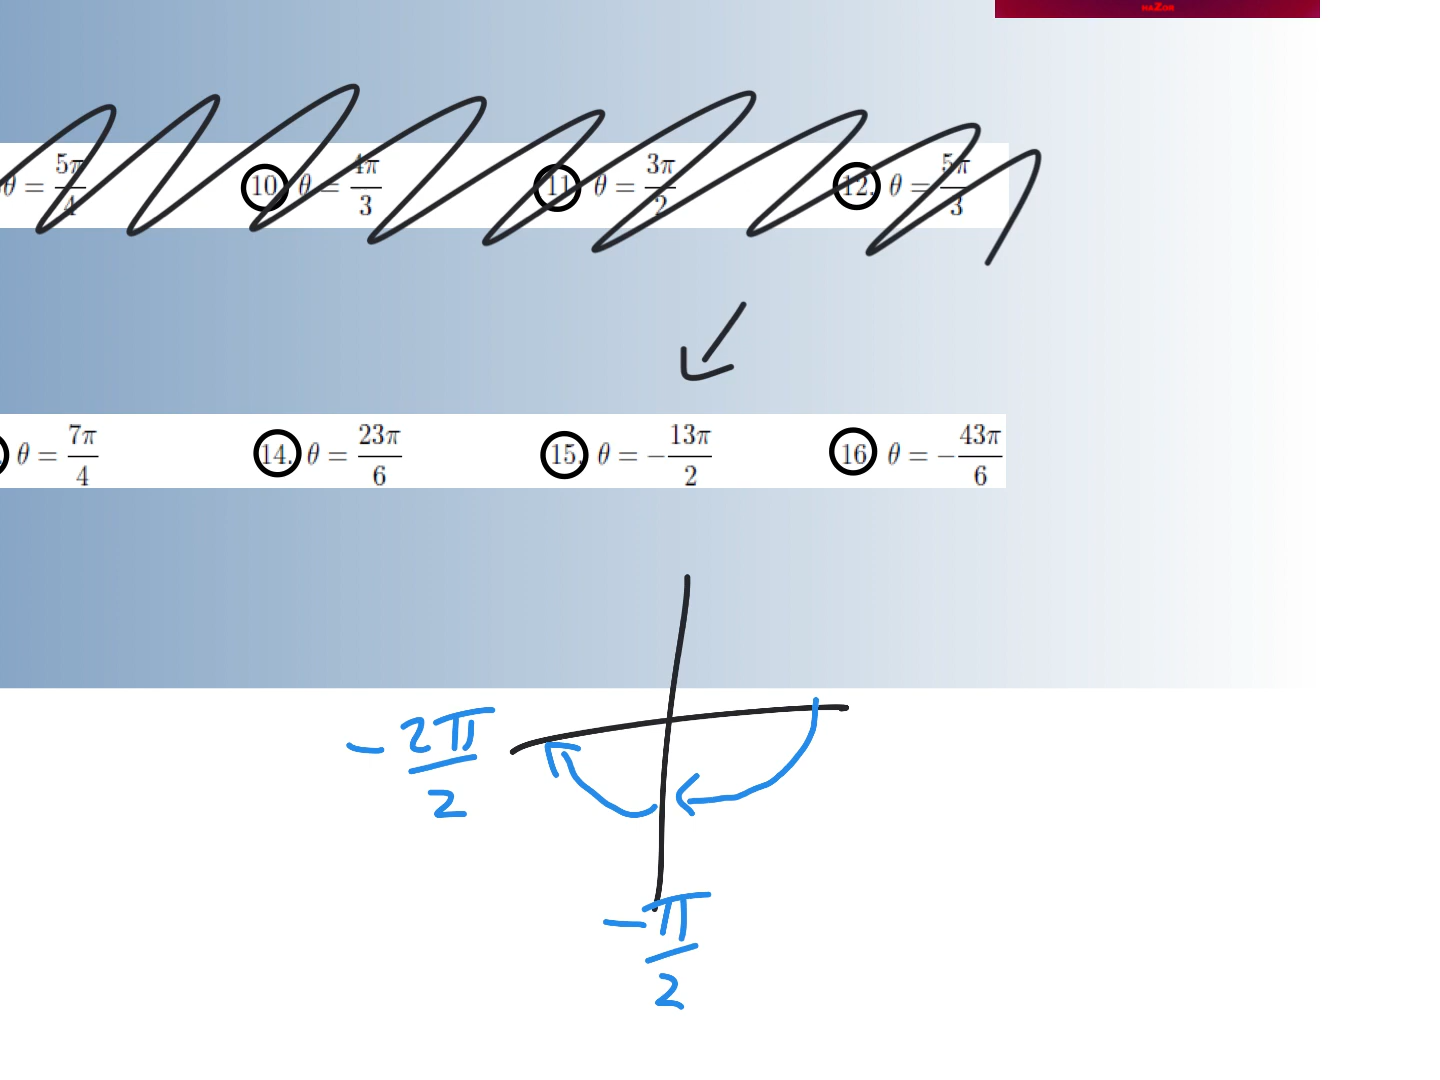 HAZOR
θ = 5π/4 10. θ = 4π/3 11. θ = 3π/2 12. θ = 5π/3
θ = 7π/4 14. θ = 23π/6 15. θ = −13π/2 16. θ = −43π/6
− 2π/2
− π/2